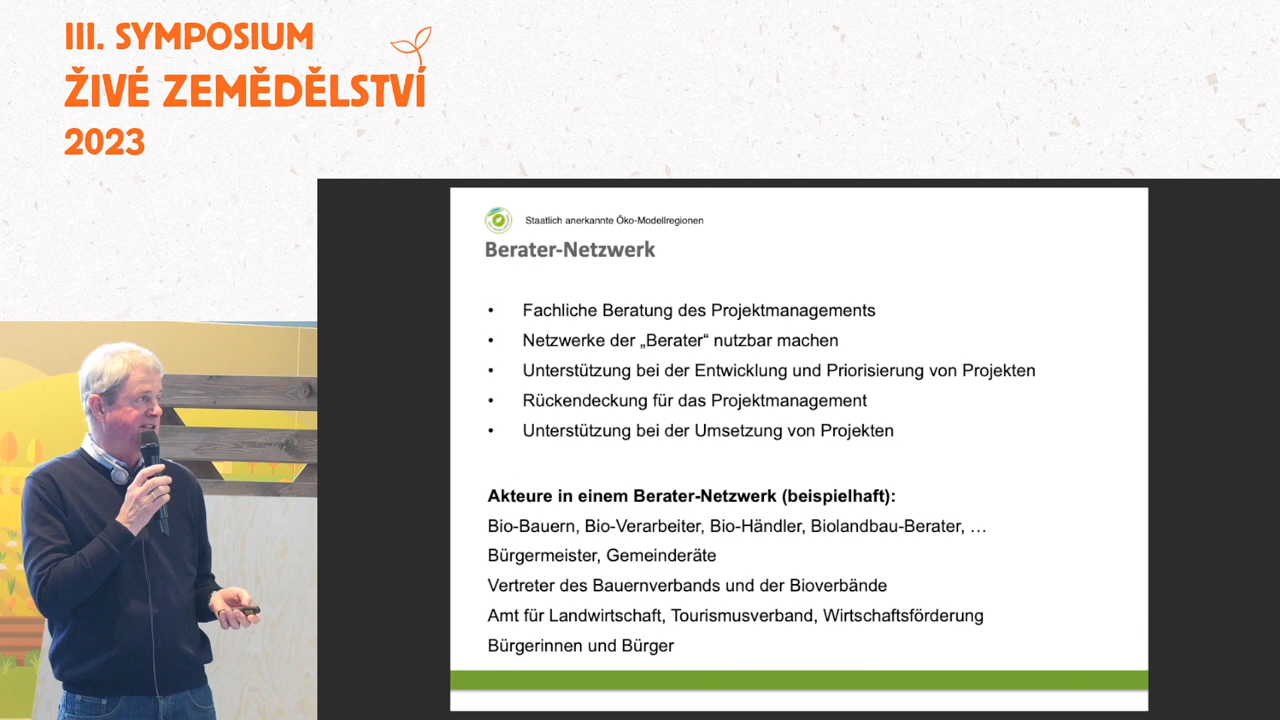 III. SYMPOSIUM
ŽIVÉ ZEMĚDĚLSTVÍ
2023
Staatlich anerkannte Öko-Modellregionen
Berater-Netzwerk
• Fachliche Beratung des Projektmanagements
• Netzwerke der „Berater“ nutzbar machen
• Unterstützung bei der Entwicklung und Priorisierung von Projekten
• Rückendeckung für das Projektmanagement
• Unterstützung bei der Umsetzung von Projekten
Akteure in einem Berater-Netzwerk (beispielhaft):
Bio-Bauern, Bio-Verarbeiter, Bio-Händler, Biolandbau-Berater, …
Bürgermeister, Gemeinderäte
Vertreter des Bauernverbands und der Bioverbände
Amt für Landwirtschaft, Tourismusverband, Wirtschaftsförderung
Bürgerinnen und Bürger